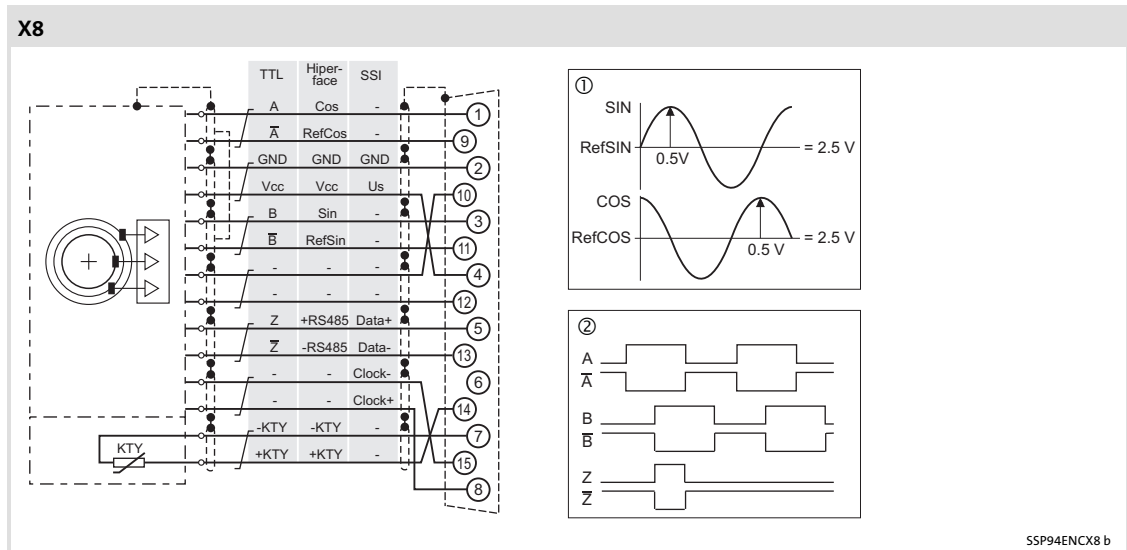 X8
TTL Hiper-face SSI
A Cos - 1
A̅ RefCos - 9
GND GND GND 2
Vcc Vcc Us 10
B Sin - 3
B̅ RefSin - 11
- - - 4
- - - 12
Z +RS485 Data+ 5
Z̅ -RS485 Data- 13
- - Clock- 6
- - Clock+ 14
-KTY -KTY - 7
KTY +KTY +KTY - 15
8
①
SIN
RefSIN 0.5V = 2.5 V
COS
RefCOS 0.5 V = 2.5 V
②
A
A̅
B
B̅
Z
Z̅
SSP94ENCX8 b